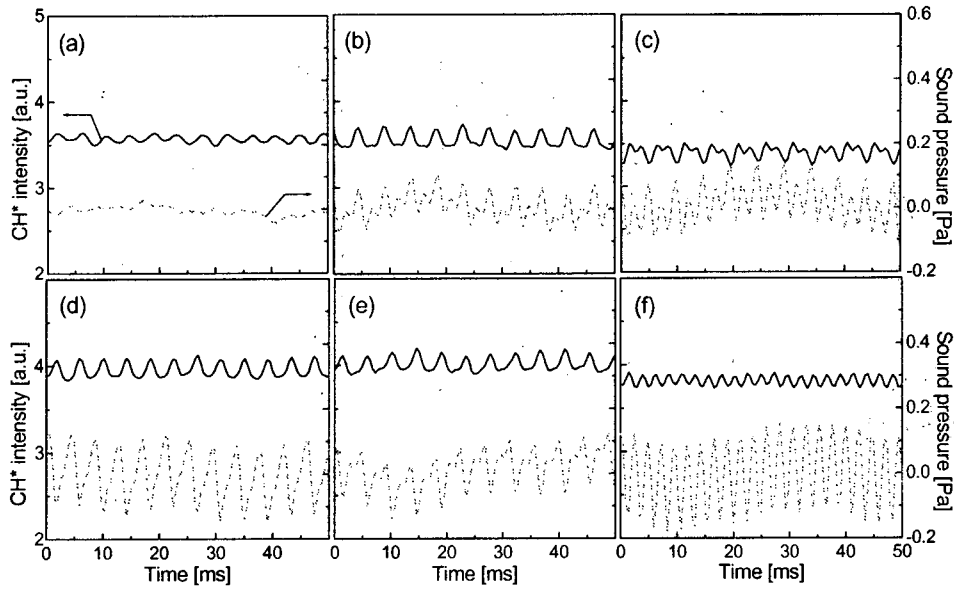 (a)
(b)
(c)
CH* intensity [a.u.]
5
4
3
2
0.6
0.4
0.2
0.0
-0.2
Sound pressure [Pa]
(d)
(e)
(f)
CH* intensity [a.u.]
4
3
2
0.4
0.2
0.0
-0.2
Sound pressure [Pa]
0 10 20 30 40
0 10 20 30 40
0 10 20 30 40 50
Time [ms]
Time [ms]
Time [ms]